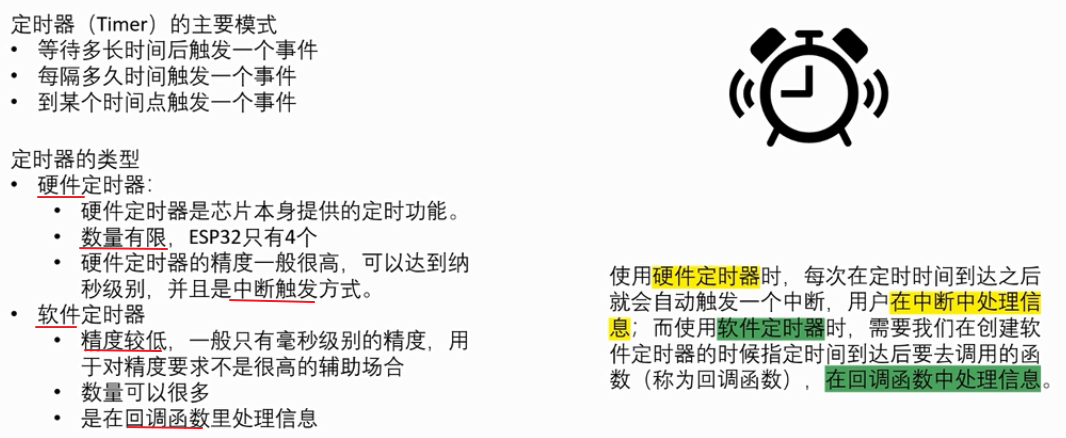 定时器（Timer）的主要模式
• 等待多长时间后触发一个事件
• 每隔多久时间触发一个事件
• 到某个时间点触发一个事件
定时器的类型
• 硬件定时器：
• 硬件定时器是芯片本身提供的定时功能。
• 数量有限，ESP32只有4个
• 硬件定时器的精度一般很高，可以达到纳
秒级别，并且是中断触发方式。
• 软件定时器
• 精度较低，一般只有毫秒级别的精度，用
于对精度要求不是很高的辅助场合
• 数量可以很多
• 是在回调函数里处理信息
使用硬件定时器时，每次在定时时间到达之后
就会自动触发一个中断，用户在中断中处理信
息；而使用软件定时器时，需要我们在创建软
件定时器的时候指定时间到达后要去调用的函
数（称为回调函数），在回调函数中处理信息。